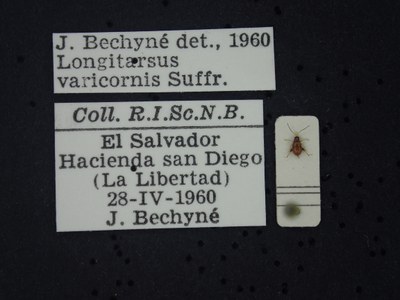 J. Bechyné det., 1960
Longitarsus
varicornis Suffr.
Coll. R.I.Sc.N.B.
El Salvador
Hacienda san Diego
(La Libertad)
28-IV-1960
J. Bechyné